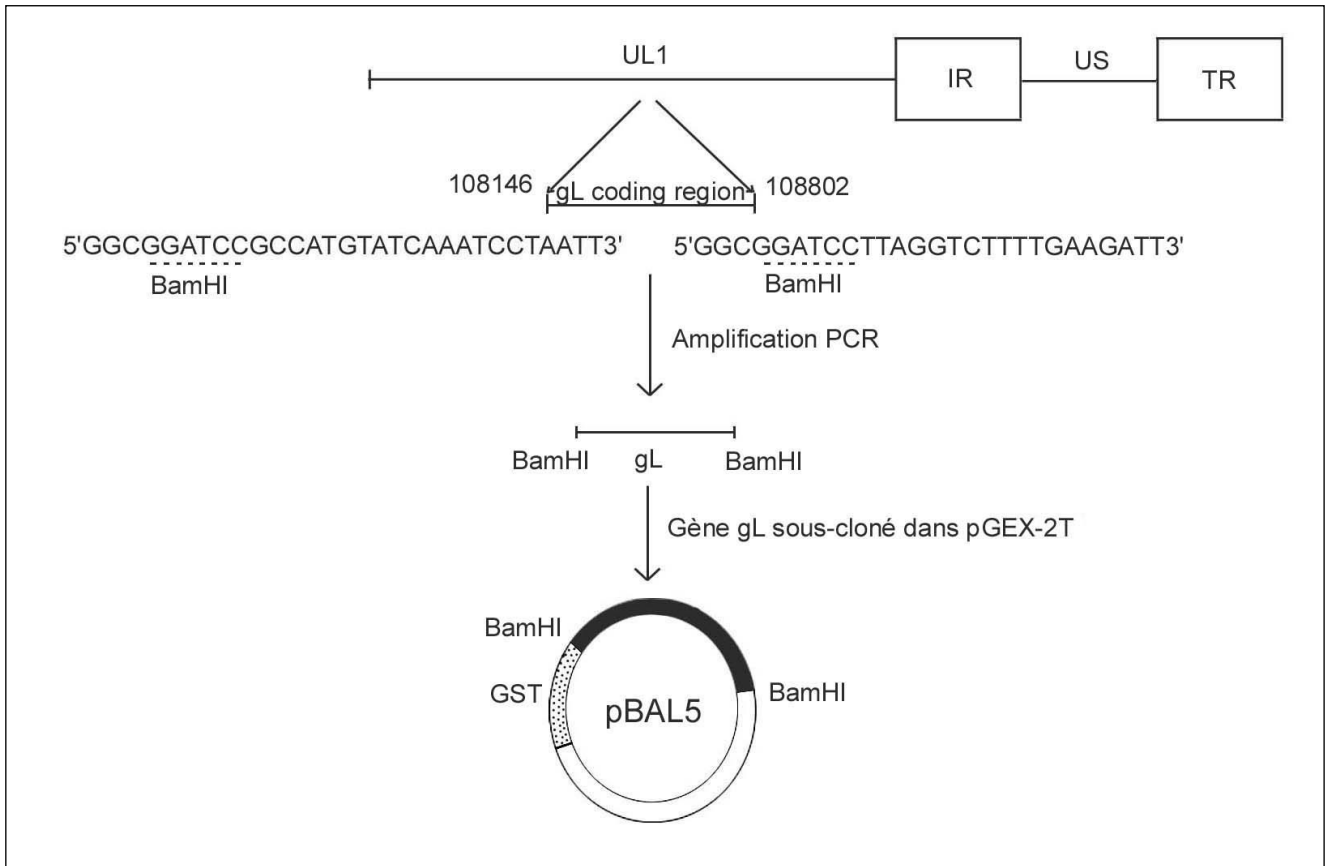 UL1
IR
US
TR
108146
gL coding region
108802
5'GGCGGATCCGCCATGTATCAAATCCTAATT3'
5'GGCGGATCCTTAGGTCTTTTGAAGATT3'
BamHI
BamHI
Amplification PCR
BamHI
gL
BamHI
Gène gL sous-cloné dans pGEX-2T
BamHI
GST
BamHI
pBAL5